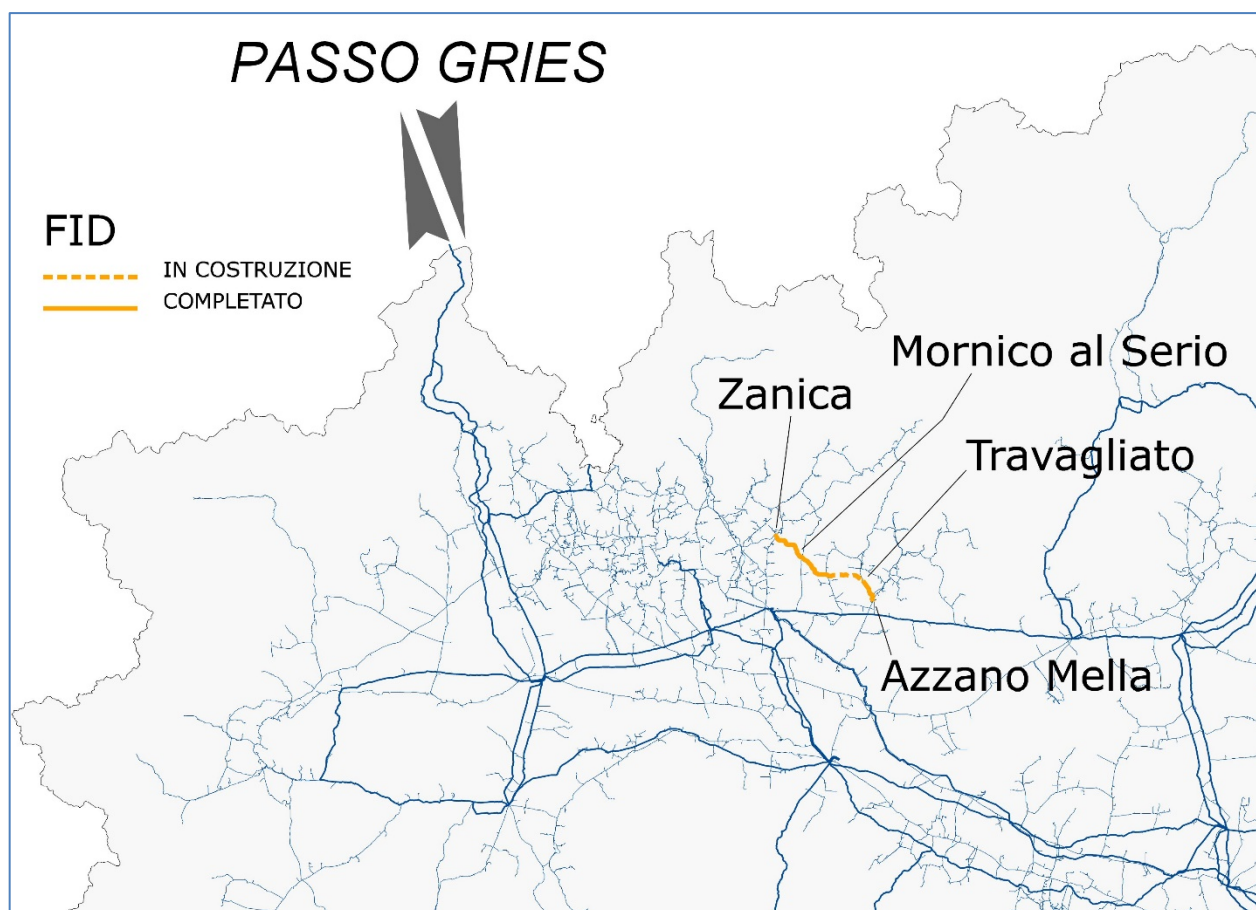 PASSO GRIES
FID
IN COSTRUZIONE
COMPLETATO
Mornico al Serio
Zanica
Travagliato
Azzano Mella